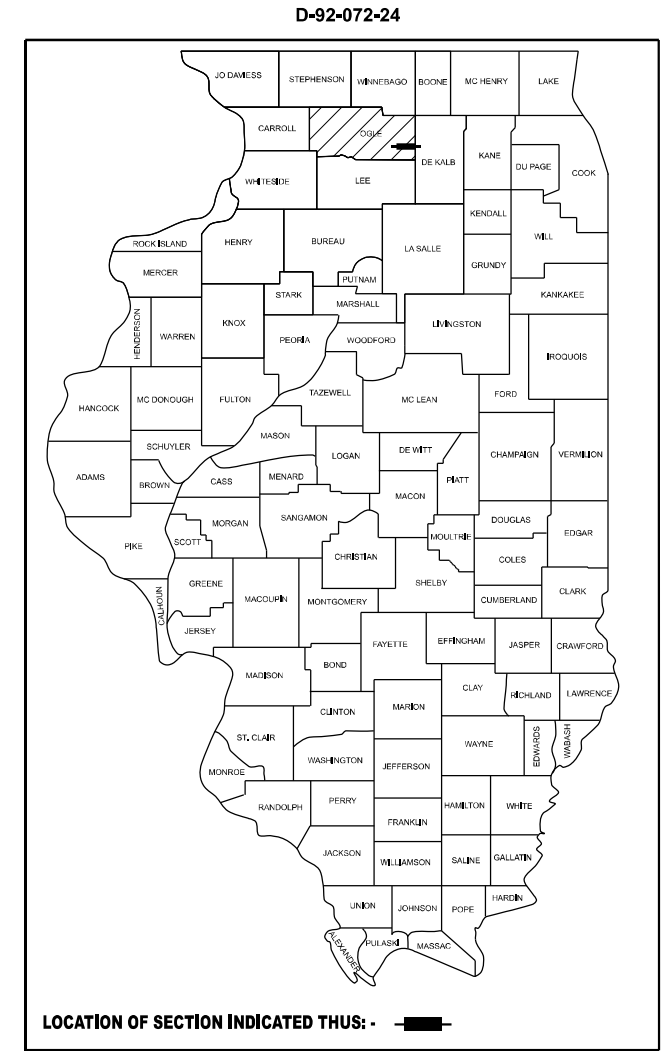 D-92-072-24
JO DAVIESS
STEPHENSON
WINNEBAGO
BOONE
MC HENRY
LAKE
CARROLL
OGLE
DE KALB
KANE
DU PAGE
COOK
WHITESIDE
LEE
KENDALL
WILL
ROCK ISLAND
HENRY
BUREAU
LA SALLE
GRUNDY
MERCER
PUTNAM
KANKAKEE
STARK
MARSHALL
HENDERSON
WARREN
KNOX
PEORIA
WOODFORD
LIVINGSTON
IROQUOIS
HANCOCK
MC DONOUGH
FULTON
TAZEWELL
MC LEAN
FORD
MASON
SCHUYLER
LOGAN
DE WITT
CHAMPAIGN
VERMILION
ADAMS
BROWN
CASS
MENARD
MACON
PIATT
PIKE
SCOTT
MORGAN
SANGAMON
CHRISTIAN
MOULTRIE
DOUGLAS
EDGAR
COLES
GREENE
CALHOUN
MACOUPIN
MONTGOMERY
SHELBY
CUMBERLAND
CLARK
JERSEY
FAYETTE
EFFINGHAM
JASPER
CRAWFORD
MADISON
BOND
CLAY
RICHLAND
LAWRENCE
CLINTON
MARION
ST. CLAIR
WAYNE
EDWARDS
WABASH
MONROE
WASHINGTON
JEFFERSON
RANDOLPH
PERRY
HAMILTON
WHITE
FRANKLIN
JACKSON
WILLIAMSON
SALINE
GALLATIN
UNION
JOHNSON
POPE
HARDIN
ALEXANDER
PULASKI
MASSAC
LOCATION OF SECTION INDICATED THUS: -